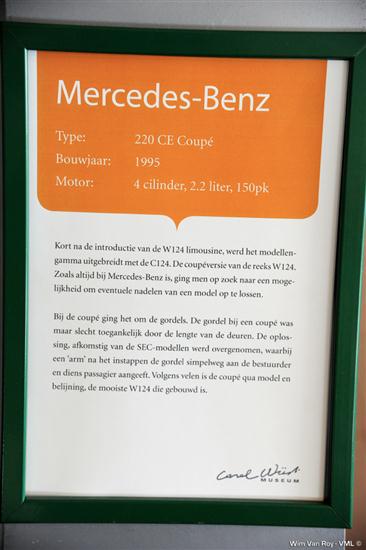 Mercedes-Benz
Type: 220 CE Coupé
Bouwjaar: 1995
Motor: 4 cilinder, 2.2 liter, 150pk
Kort na de introductie van de W124 limousine, werd het modellen-
gamma uitgebreidt met de C124. De coupéversie van de reeks W124.
Zoals altijd bij Mercedes-Benz is, ging men op zoek naar een moge-
lijkheid om eventuele nadelen van een model op te lossen.
Bij de coupé ging het om de gordels. De gordel bij een coupé was
maar slecht toegankelijk door de lengte van de deuren. De oplos-
sing, afkomstig van de SEC-modellen werd overgenomen, waarbij
een 'arm' na het instappen de gordel simpelweg aan de bestuurder
en diens passagier aangeeft. Volgens velen is de coupé qua model en
belijning, de mooiste W124 die gebouwd is.
Carel Wüst
MUSEUM
Wim Van Roy - VML ©